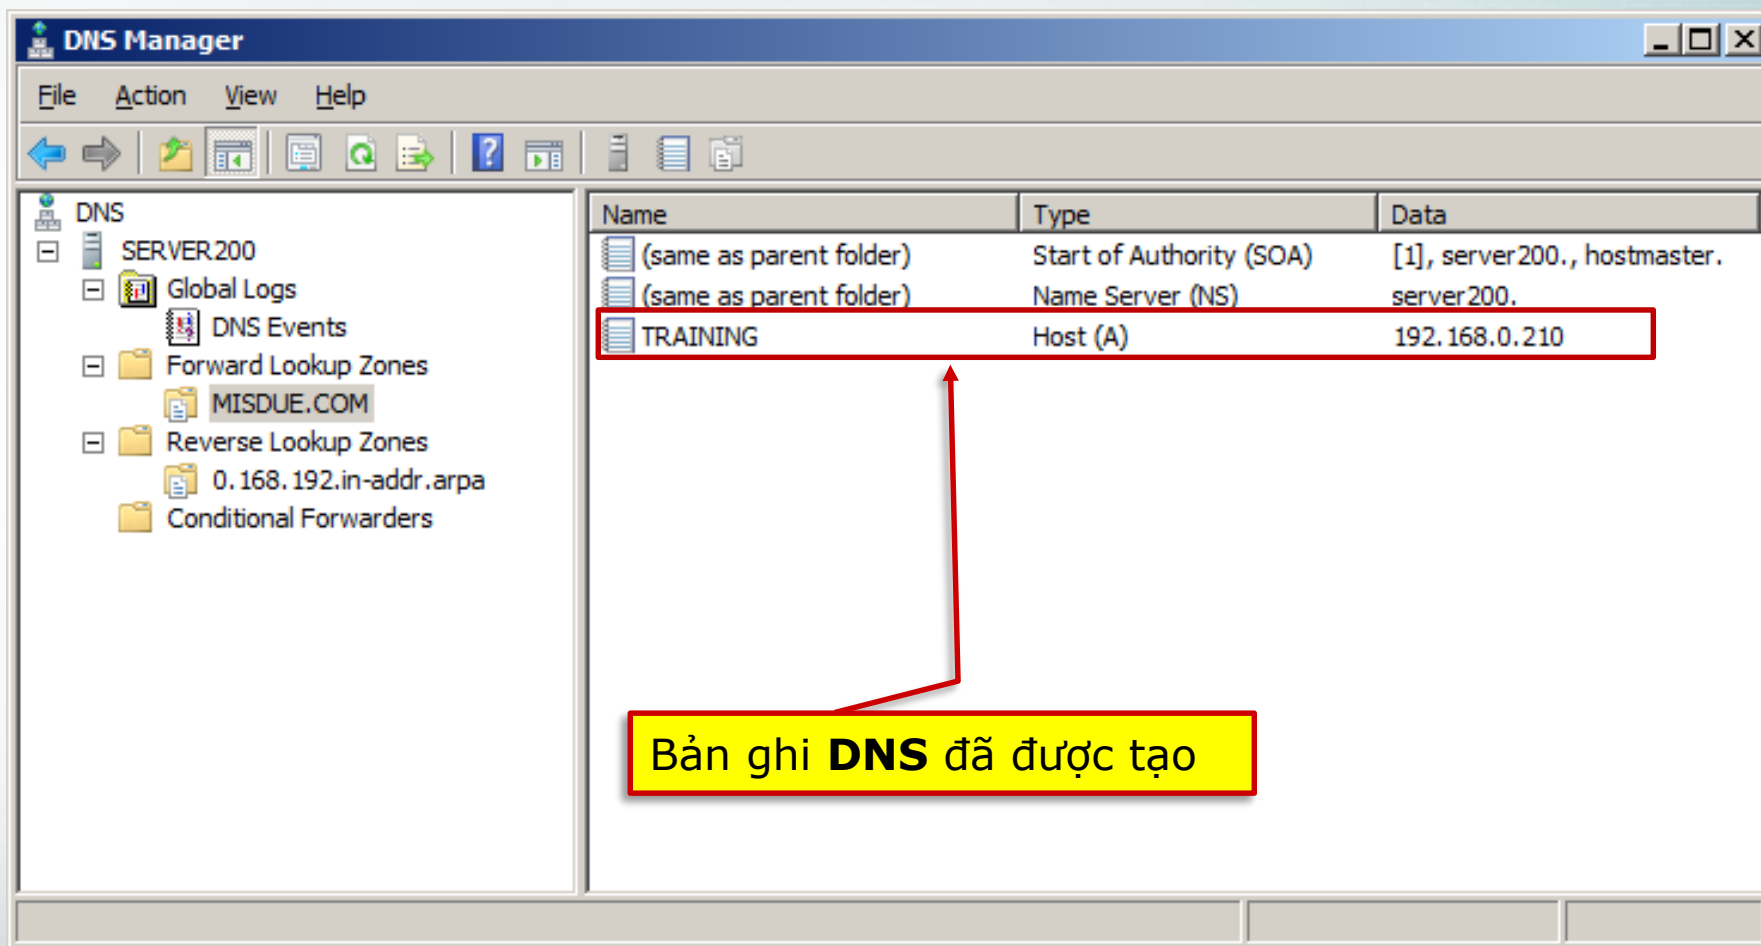 DNS Manager
File Action View Help
DNS
SERVER200
Global Logs
DNS Events
Forward Lookup Zones
MISDUE.COM
Reverse Lookup Zones
0.168.192.in-addr.arpa
Conditional Forwarders
Name Type Data
(same as parent folder) Start of Authority (SOA) [1], server200., hostmaster.
(same as parent folder) Name Server (NS) server200.
TRAINING Host (A) 192.168.0.210
Bản ghi DNS đã được tạo